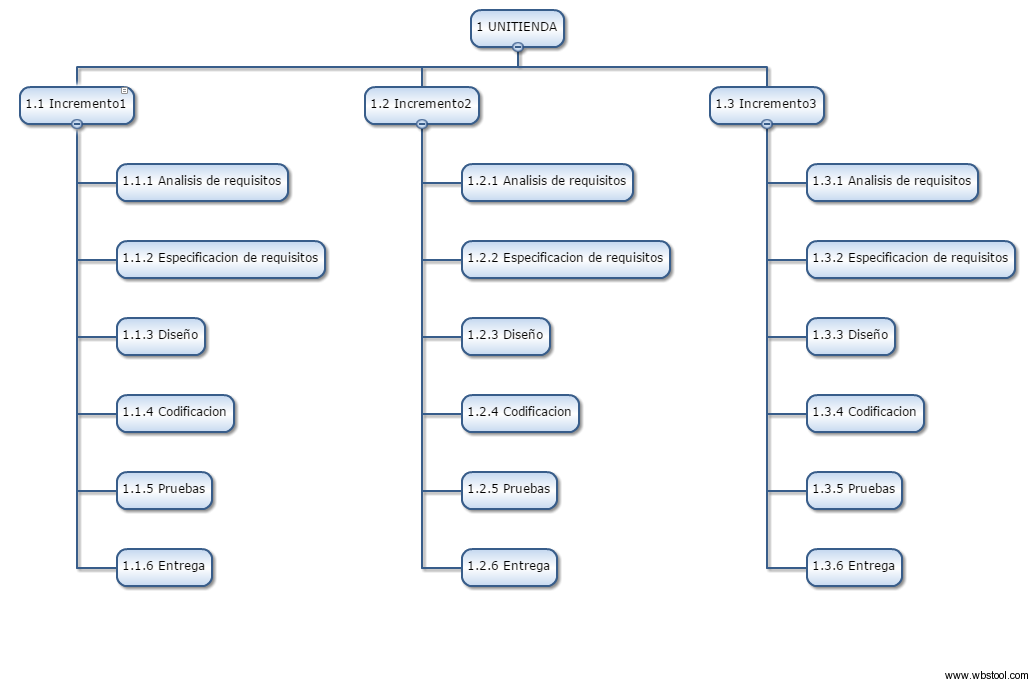 1 UNITIENDA
1.1 Incremento1
1.2 Incremento2
1.3 Incremento3
1.1.1 Analisis de requisitos
1.2.1 Analisis de requisitos
1.3.1 Analisis de requisitos
1.1.2 Especificacion de requisitos
1.2.2 Especificacion de requisitos
1.3.2 Especificacion de requisitos
1.1.3 Diseño
1.2.3 Diseño
1.3.3 Diseño
1.1.4 Codificacion
1.2.4 Codificacion
1.3.4 Codificacion
1.1.5 Pruebas
1.2.5 Pruebas
1.3.5 Pruebas
1.1.6 Entrega
1.2.6 Entrega
1.3.6 Entrega
www.wbstool.com